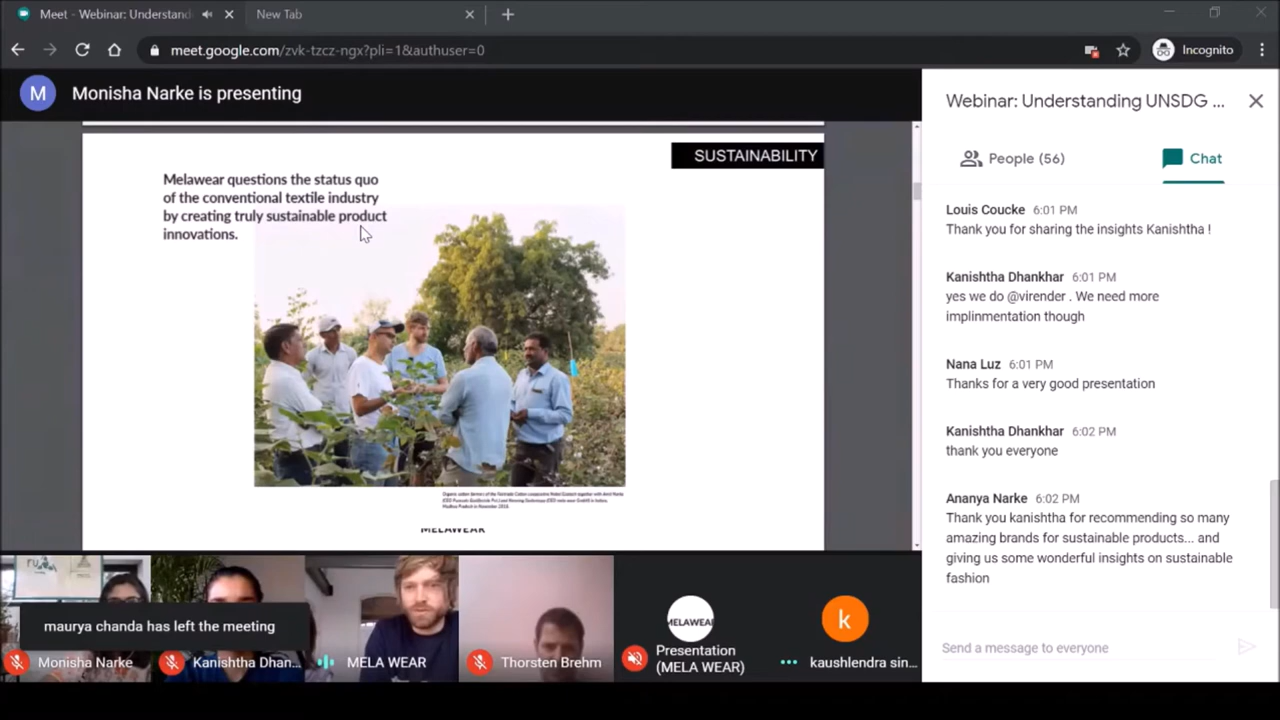 Meet - Webinar: Understandi
New Tab
meet.google.com/zvk-tzcz-ngx?pli=1&authuser=0
Incognito
M
Monisha Narke is presenting
SUSTAINABILITY
Melawear questions the status quo
of the conventional textile industry
by creating truly sustainable product
innovations.
MELAWEAR
maurya chanda has left the meeting
Monisha Narke
Kanishtha Dhan...
MELA WEAR
Thorsten Brehm
MELAWEAR
Presentation
(MELA WEAR)
k
kaushlendra sin...
Webinar: Understanding UNSDG ...
People (56)
Chat
Louis Coucke 6:01 PM
Thank you for sharing the insights Kanishtha !
Kanishtha Dhankhar 6:01 PM
yes we do @virender . We need more
implinmentation though
Nana Luz 6:01 PM
Thanks for a very good presentation
Kanishtha Dhankhar 6:02 PM
thank you everyone
Ananya Narke 6:02 PM
Thank you kanishtha for recommending so many
amazing brands for sustainable products... and
giving us some wonderful insights on sustainable
fashion
Send a message to everyone